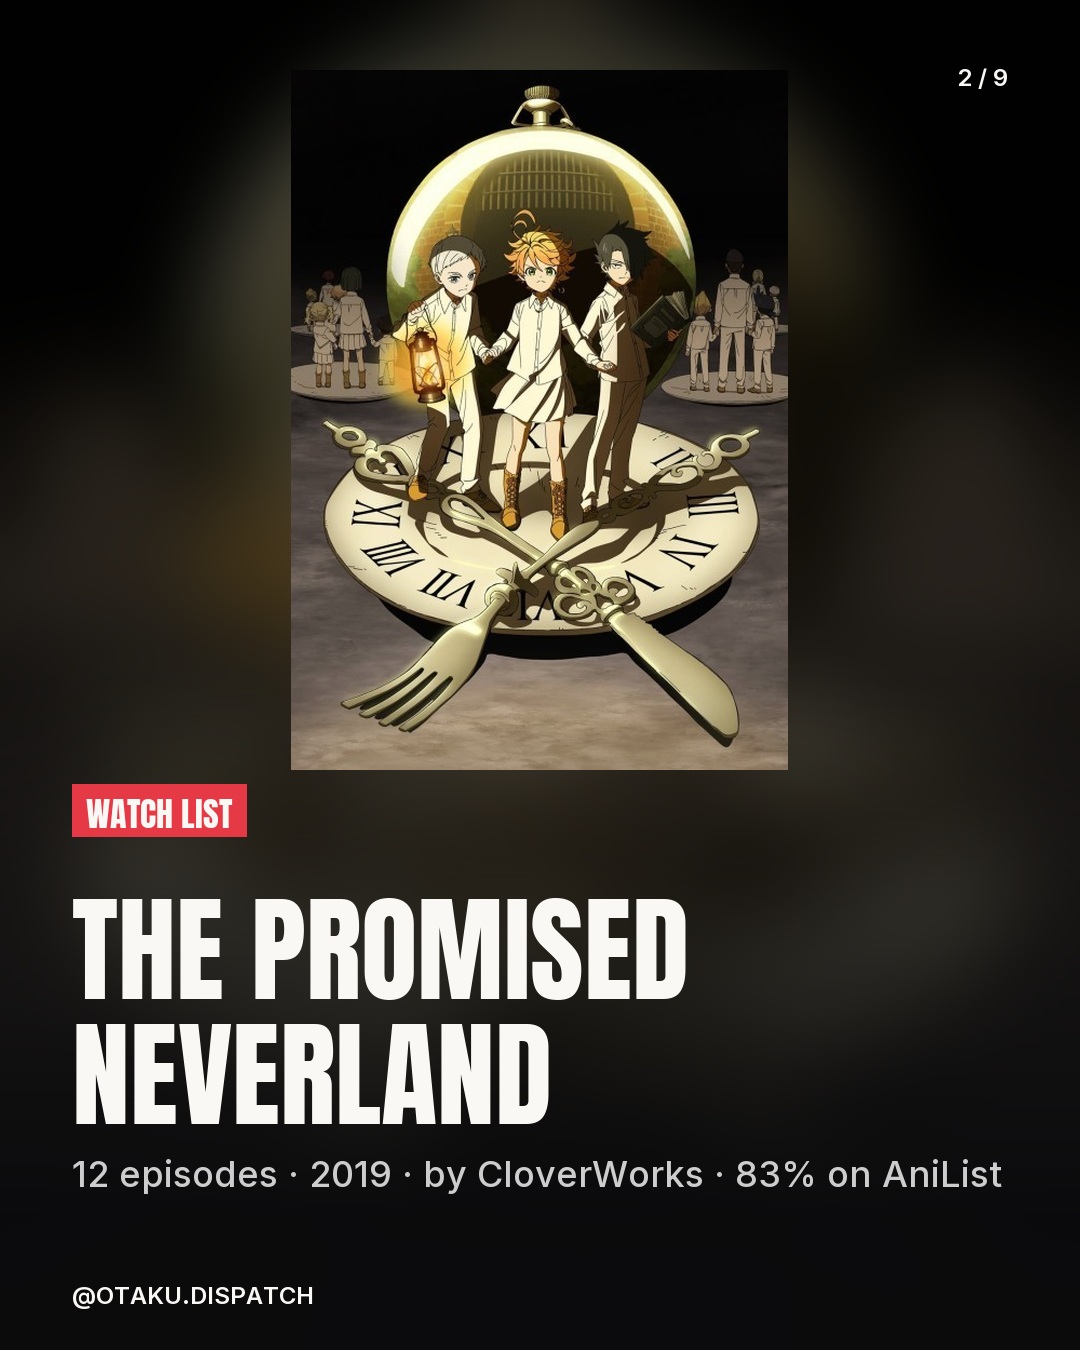 2 / 9
WATCH LIST
THE PROMISED
NEVERLAND
12 episodes · 2019 · by CloverWorks · 83% on AniList
@OTAKU.DISPATCH